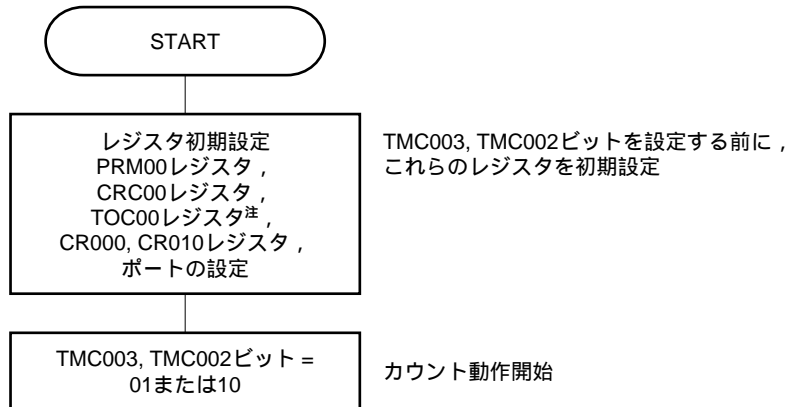 START
レジスタ初期設定
PRM00レジスタ，
CRC00レジスタ，
TOC00レジスタ注，
CR000, CR010レジスタ，
ポートの設定
TMC003, TMC002ビットを設定する前に，
これらのレジスタを初期設定
TMC003, TMC002ビット =
01または10
カウント動作開始